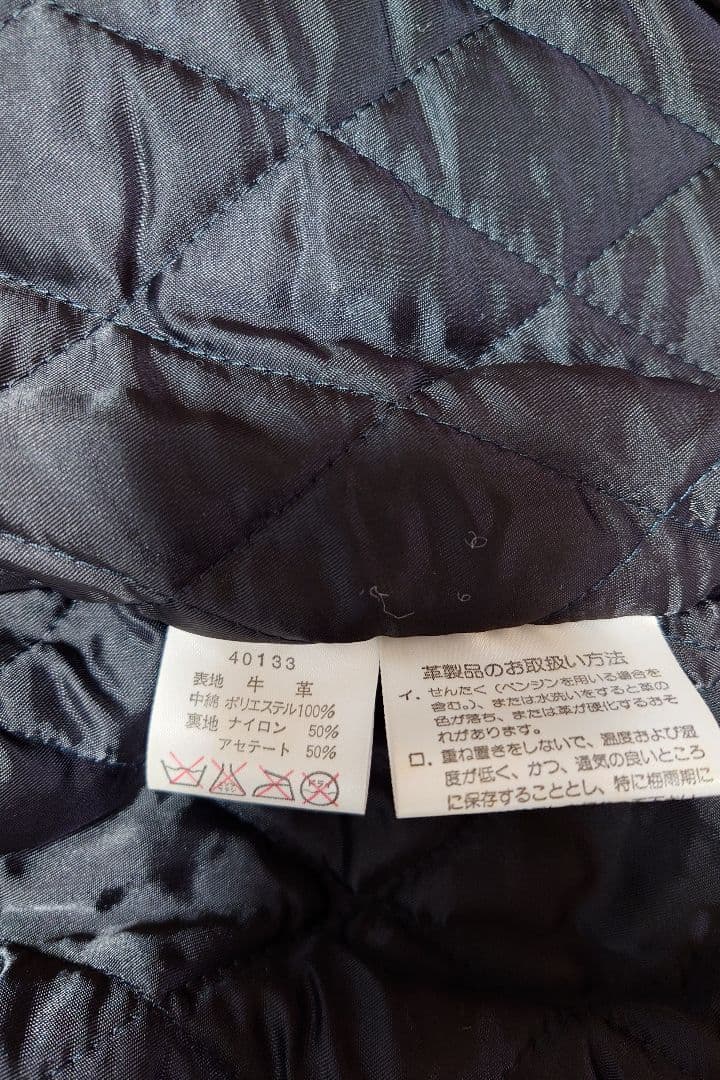 40133
表地 牛 革
中綿 ポリエステル100%
裏地 ナイロン 50%
アセテート 50%
ドライ
革製品のお取扱い方法
イ. せんたく（ベンジンを用いる場合を
含む。）、または水洗いをすると革の
色が落ち、または革が硬化するおそ
れがあります。
ロ. 重ね置きをしないで、温度および湿
度が低く、かつ、通気の良いところ
に保存することとし、特に梅雨期に